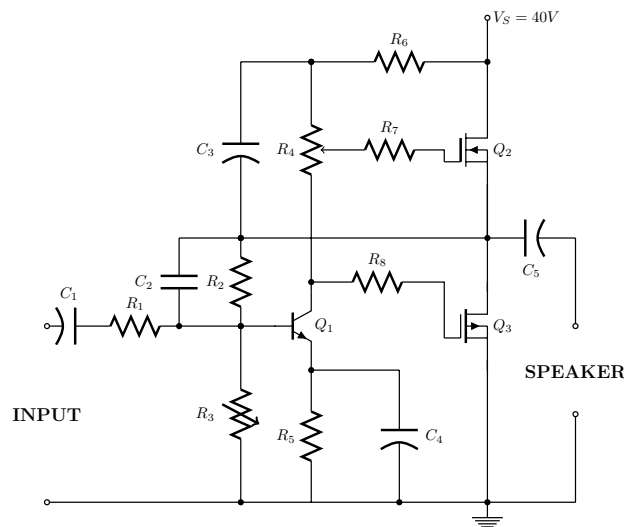 V_S = 40V
R_6
C_3
R_4
R_7
Q_2
C_2
R_2
R_8
C_5
C_1
R_1
Q_1
Q_3
SPEAKER
INPUT
R_3
R_5
C_4